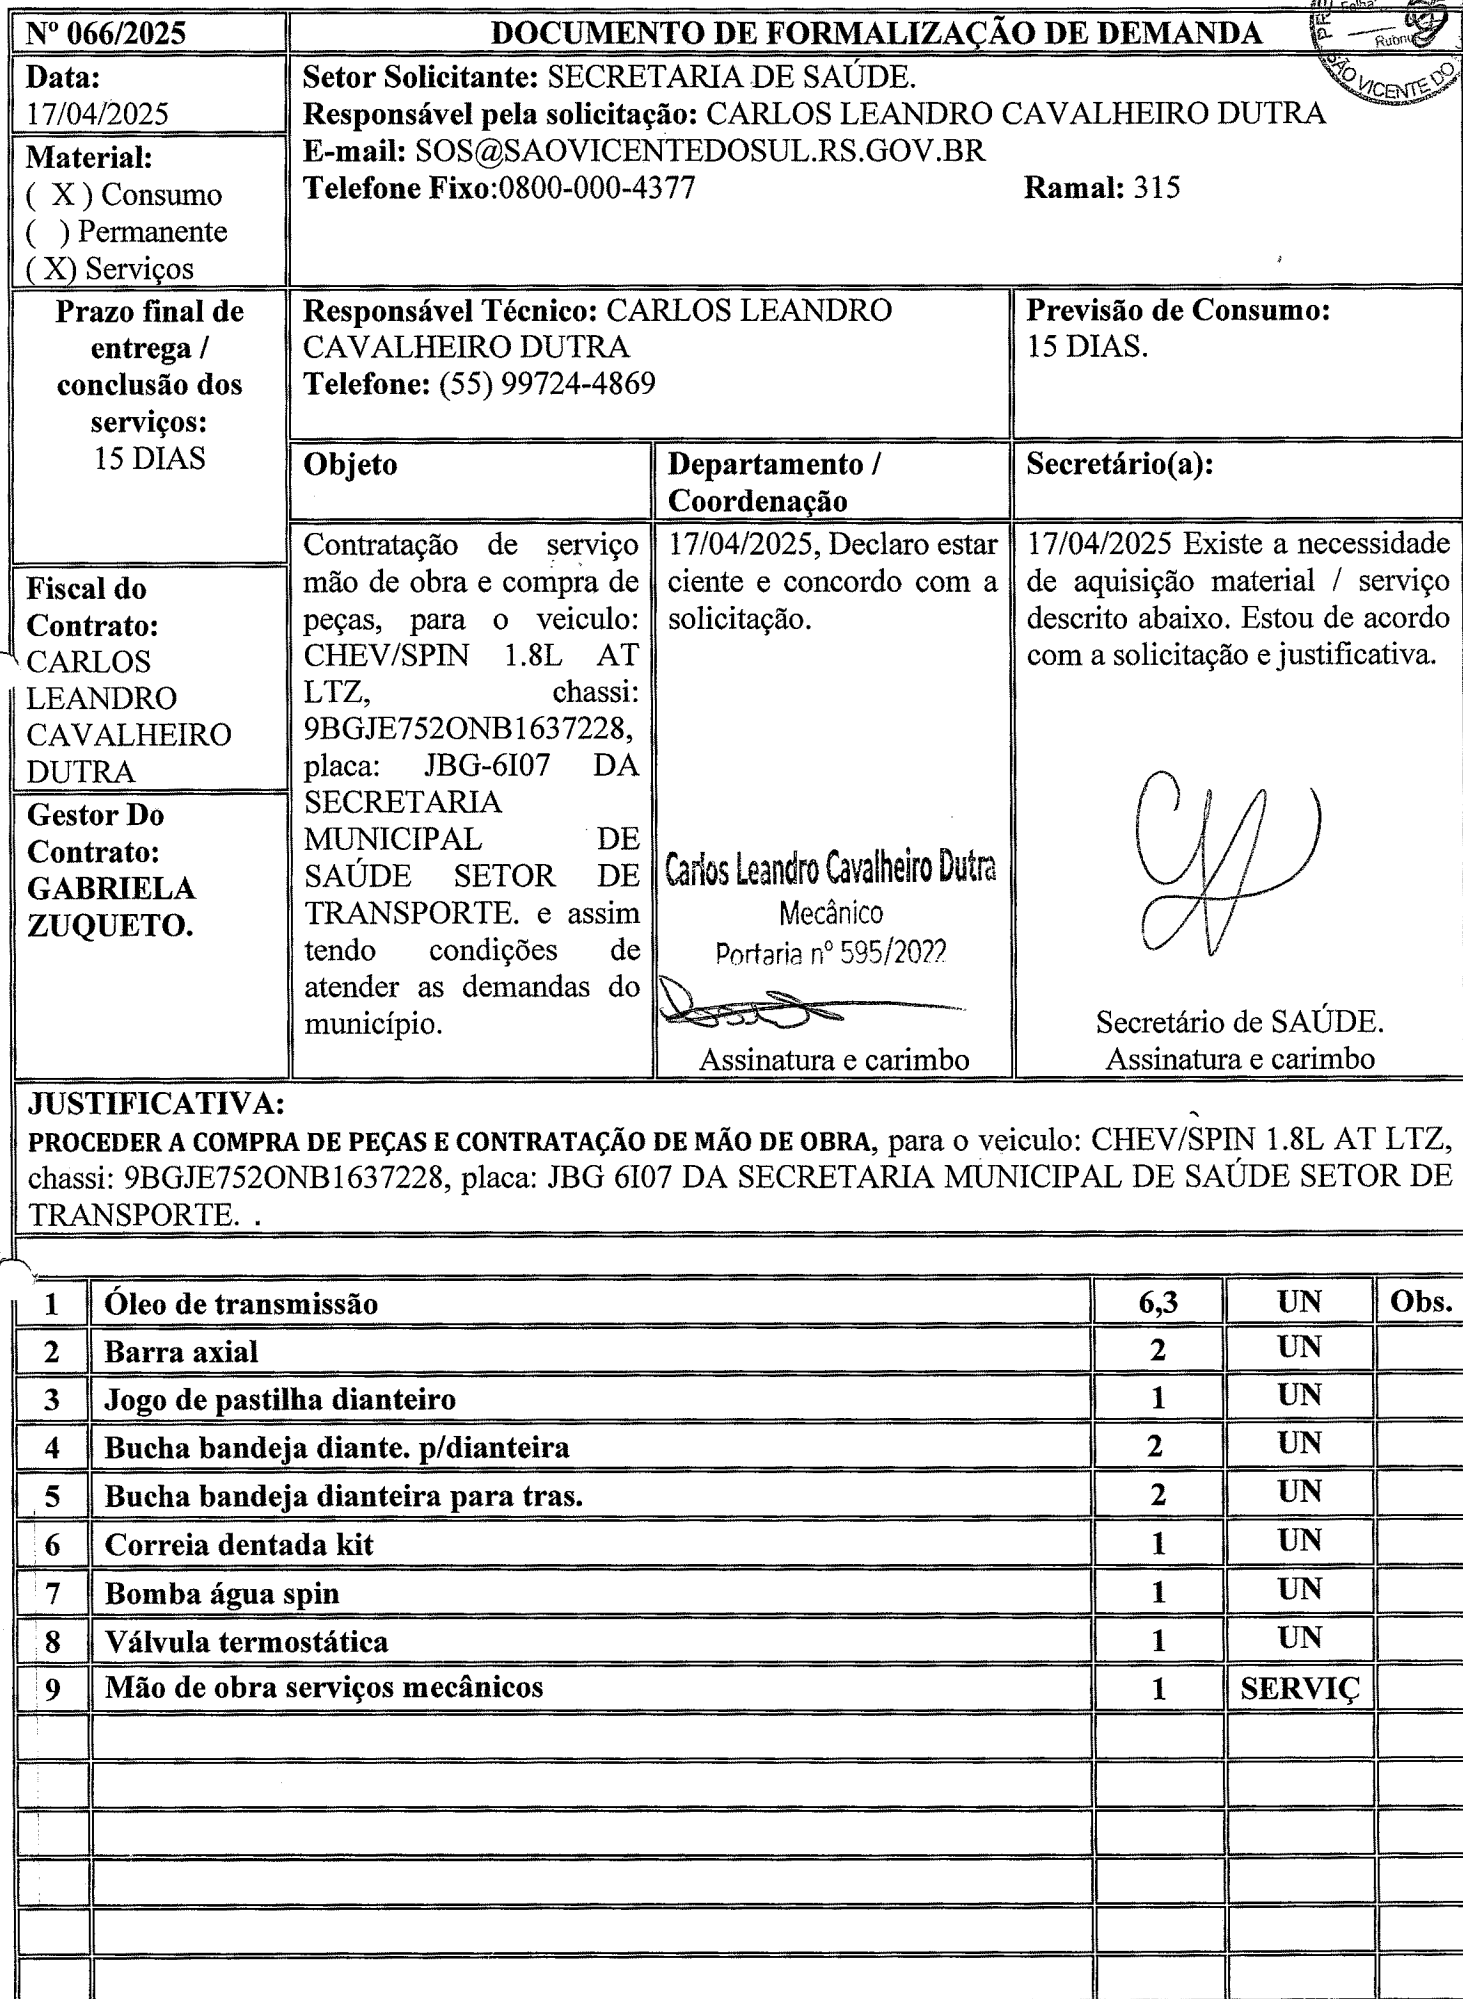 Nº 066/2025
DOCUMENTO DE FORMALIZAÇÃO DE DEMANDA
Folha:
SÃO VICENTE DO
Data:
17/04/2025
Setor Solicitante: SECRETARIA DE SAÚDE.
Responsável pela solicitação: CARLOS LEANDRO CAVALHEIRO DUTRA
E-mail: SOS@SAOVICENTEDOSUL.RS.GOV.BR
Telefone Fixo:0800-000-4377 Ramal: 315
Material:
( X ) Consumo
( ) Permanente
( X) Serviços
Prazo final de
entrega /
conclusão dos
serviços:
15 DIAS
Responsável Técnico: CARLOS LEANDRO
CAVALHEIRO DUTRA
Telefone: (55) 99724-4869
Previsão de Consumo:
15 DIAS.
Objeto
Departamento /
Coordenação
Secretário(a):
Fiscal do
Contrato:
CARLOS
LEANDRO
CAVALHEIRO
DUTRA
Gestor Do
Contrato:
GABRIELA
ZUQUETO.
Contratação de serviço
mão de obra e compra de
peças, para o veiculo:
CHEV/SPIN 1.8L AT
LTZ, chassi:
9BGJE752ONB1637228,
placa: JBG-6I07 DA
SECRETARIA
MUNICIPAL DE
SAÚDE SETOR DE
TRANSPORTE. e assim
tendo condições de
atender as demandas do
município.
17/04/2025, Declaro estar
ciente e concordo com a
solicitação.
Carlos Leandro Cavalheiro Dutra
Mecânico
Portaria nº 595/2022
Assinatura e carimbo
17/04/2025 Existe a necessidade
de aquisição material / serviço
descrito abaixo. Estou de acordo
com a solicitação e justificativa.
Secretário de SAÚDE.
Assinatura e carimbo
JUSTIFICATIVA:
PROCEDER A COMPRA DE PEÇAS E CONTRATAÇÃO DE MÃO DE OBRA, para o veiculo: CHEV/SPIN 1.8L AT LTZ,
chassi: 9BGJE752ONB1637228, placa: JBG 6I07 DA SECRETARIA MUNICIPAL DE SAÚDE SETOR DE
TRANSPORTE. .
1 Óleo de transmissão 6,3 UN Obs.
2 Barra axial 2 UN
3 Jogo de pastilha dianteiro 1 UN
4 Bucha bandeja diante. p/dianteira 2 UN
5 Bucha bandeja dianteira para tras. 2 UN
6 Correia dentada kit 1 UN
7 Bomba água spin 1 UN
8 Válvula termostática 1 UN
9 Mão de obra serviços mecânicos 1 SERVIÇ